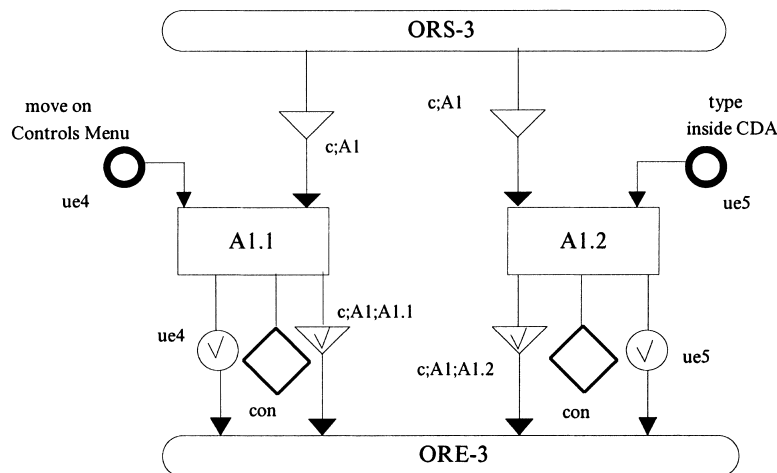 ORS-3
move on
Controls Menu
c;A1
c;A1
type
inside CDA
ue4
ue5
A1.1
A1.2
ue4
c;A1;A1.1
c;A1;A1.2
ue5
con
con
ORE-3